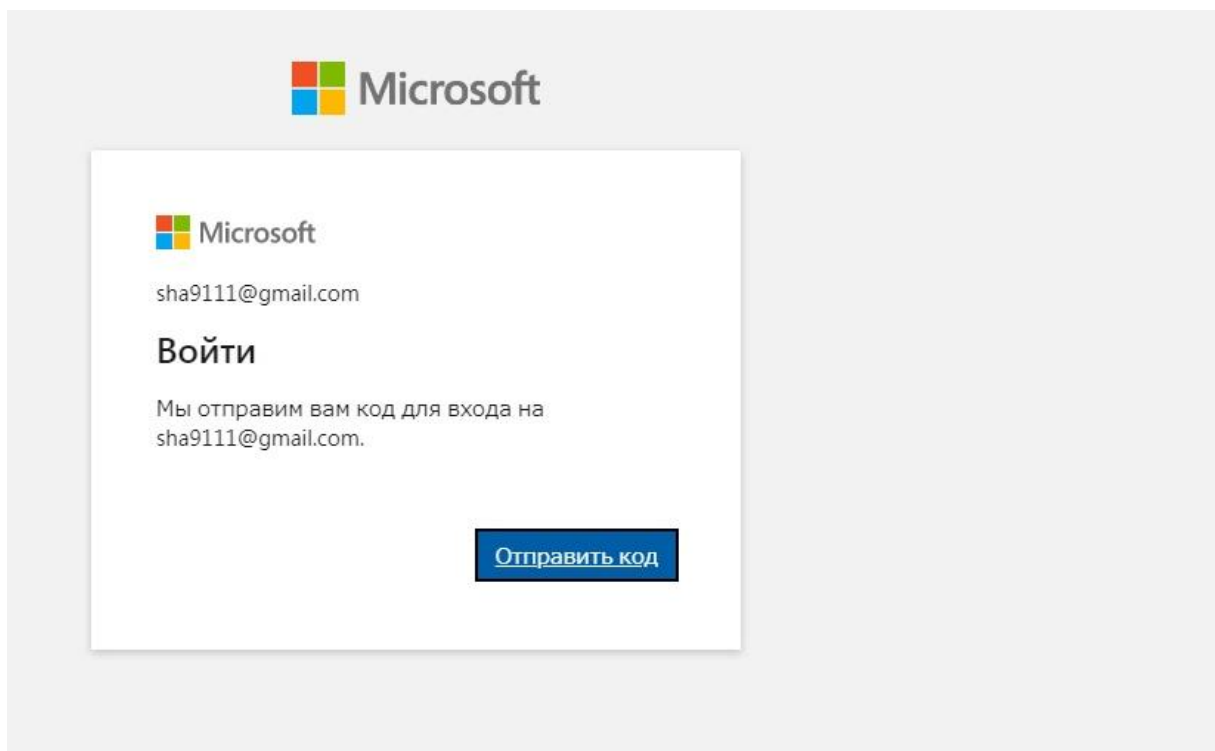 Microsoft
Microsoft
sha9111@gmail.com
Войти
Мы отправим вам код для входа на
sha9111@gmail.com.
Отправить код